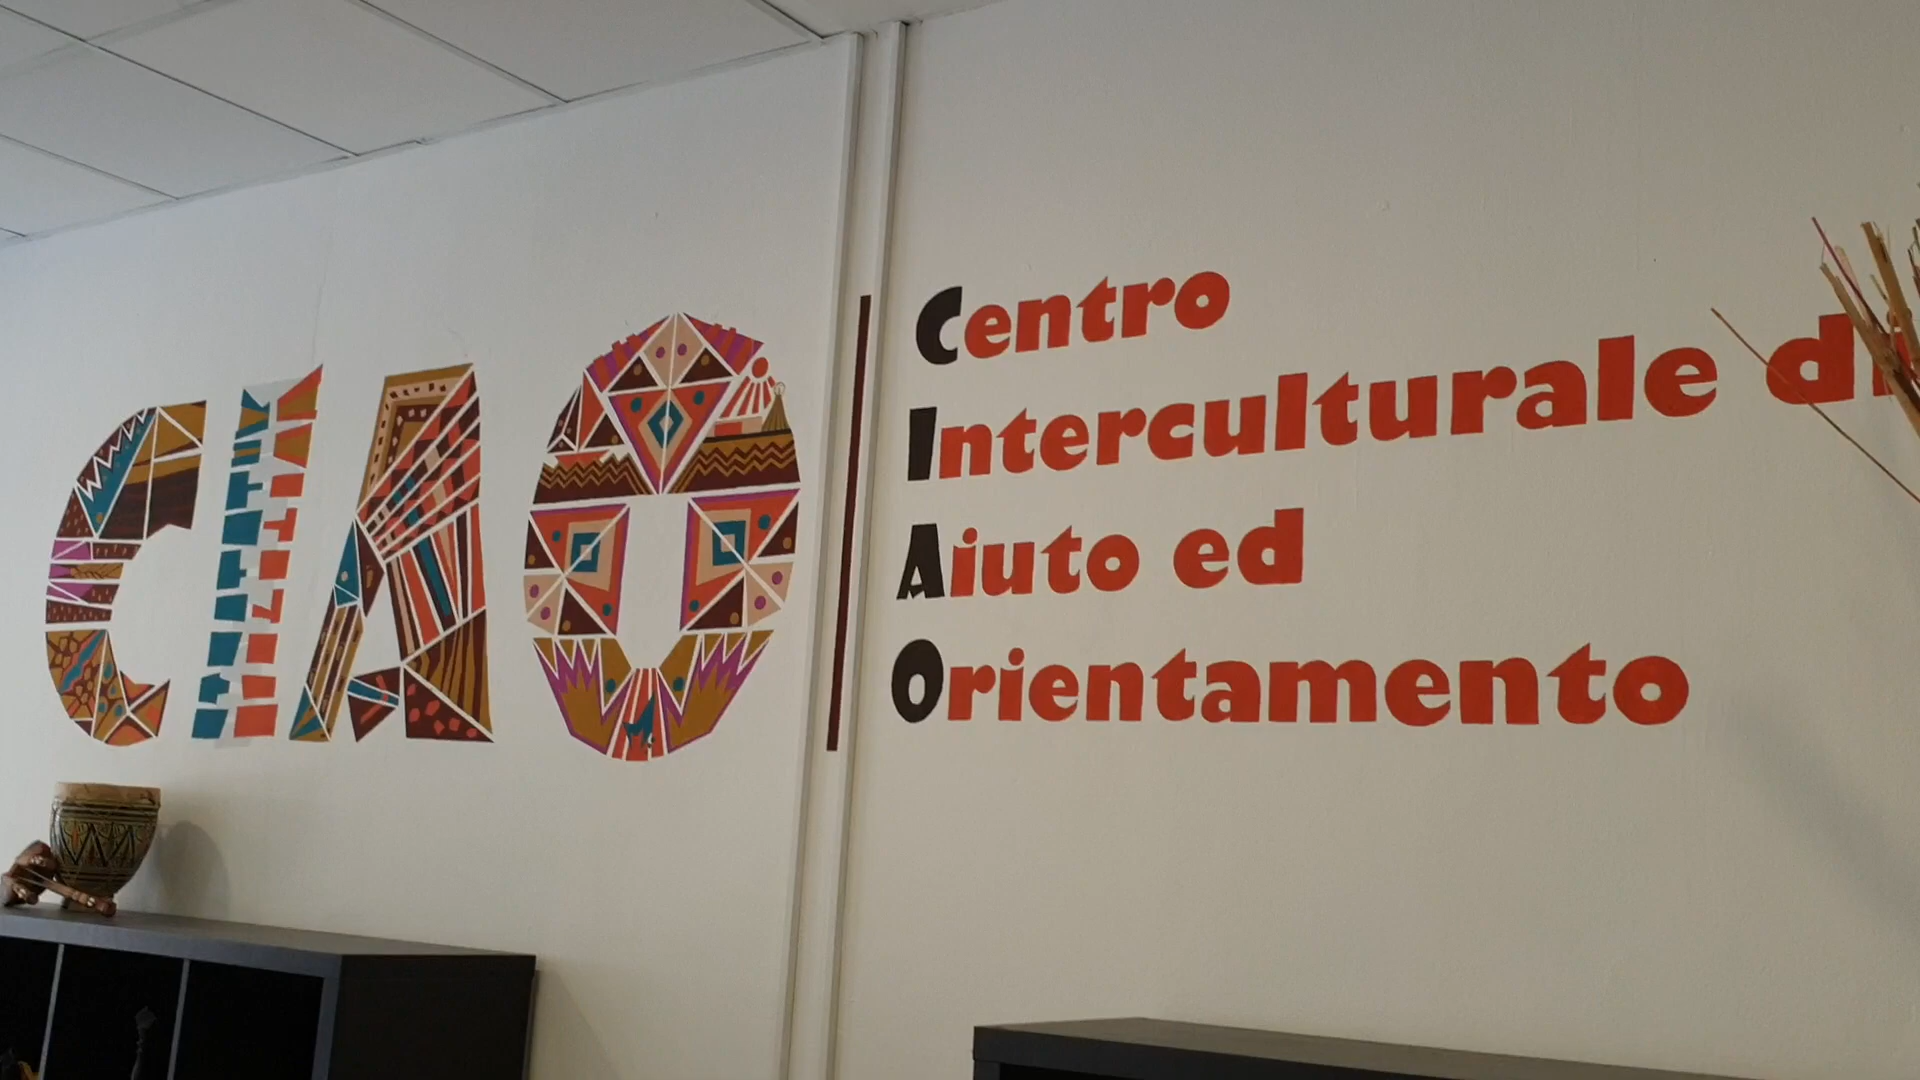 CIAO
Centro
Interculturale di
Aiuto ed
Orientamento